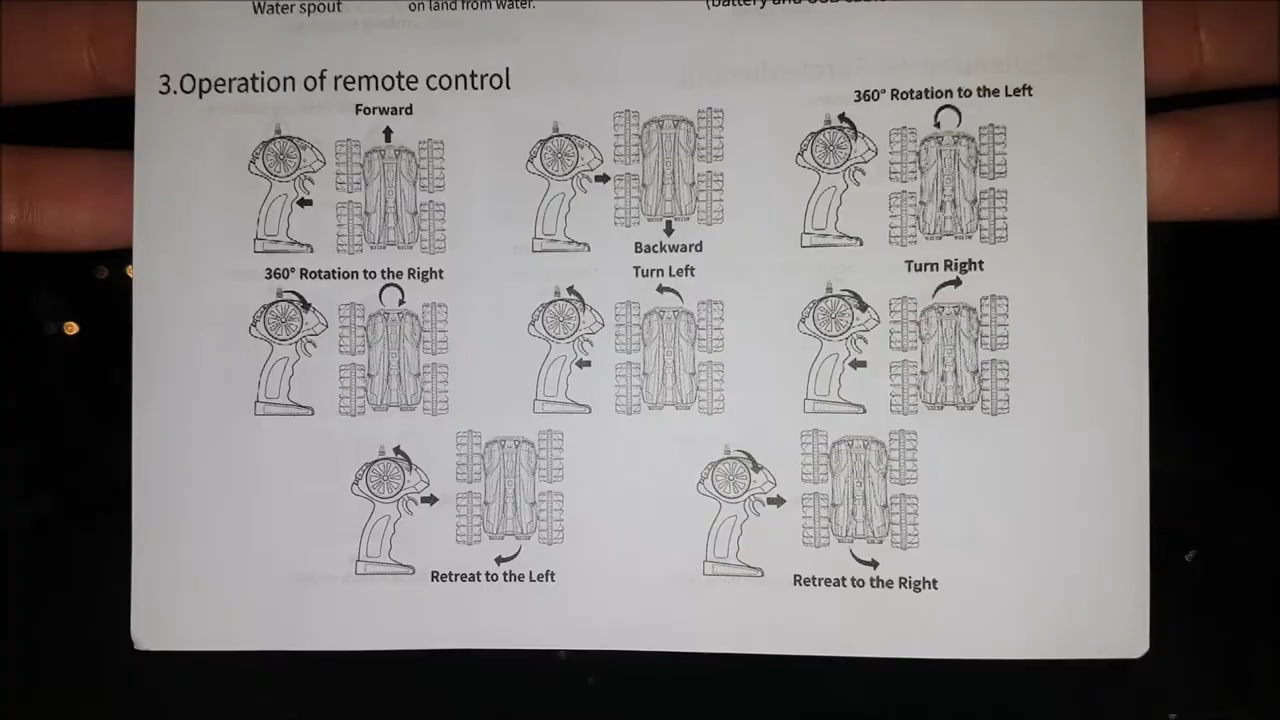 Water spout
on land from water.
3.Operation of remote control
Forward
360° Rotation to the Left
Backward
360° Rotation to the Right
Turn Left
Turn Right
Retreat to the Left
Retreat to the Right